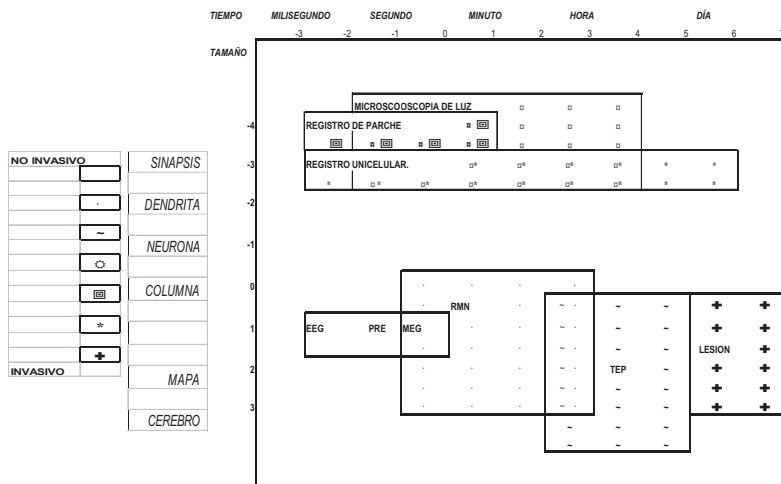 TIEMPO MILISEGUNDO SEGUNDO MINUTO HORA DÍA
-3 -2 -1 0 1 2 3 4 5 6 7
TAMAÑO
MICROSCOOSCOPIA DE LUZ ¤ ¤ ¤
-4 REGISTRO DE PARCHE ¤ ¤ ¤ ¤
¤ ¤ ¤ ¤ ¤ ¤
NO INVASIVO SINAPSIS -3 REGISTRO UNICELULAR. ¤* ¤* ¤* ¤* * *
* ¤* ¤* ¤* ¤* ¤* ¤* * *
· DENDRITA -2
~ NEURONA -1
¤
COLUMNA 0 · · · ·
· RMN · ~ · ~ ~ ✚ ✚
* 1 EEG PRE MEG · · ~ · ~ ~ ✚ ✚
✚ · · · ~ · ~ ~ LESION ✚
INVASIVO MAPA 2 · · · ~ · TEP ~ ✚ ✚
· · · ~ · ~ ~ ✚ ✚
CEREBRO 3 · · · ~ · ~ ~ ✚ ✚
~ ~ ~
~ ~ ~